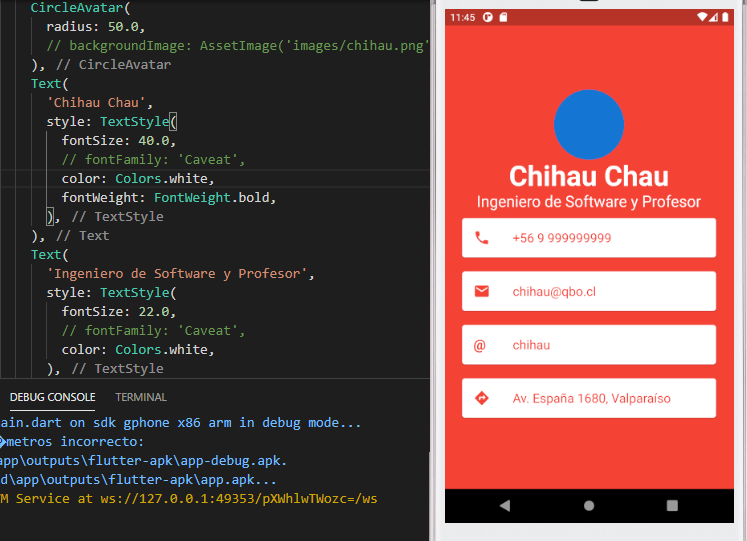 CircleAvatar(
radius: 50.0,
// backgroundImage: AssetImage('images/chihau.png'
), // CircleAvatar
Text(
'Chihau Chau',
style: TextStyle(
fontSize: 40.0,
// fontFamily: 'Caveat',
color: Colors.white,
fontWeight: FontWeight.bold,
), // TextStyle
), // Text
Text(
'Ingeniero de Software y Profesor',
style: TextStyle(
fontSize: 22.0,
// fontFamily: 'Caveat',
color: Colors.white,
), // TextStyle
DEBUG CONSOLE TERMINAL
ain.dart on sdk gphone x86 arm in debug mode...
�metros incorrecto:
app\outputs\flutter-apk\app-debug.apk.
d\app\outputs\flutter-apk\app.apk...
M Service at ws://127.0.0.1:49353/pXWhlwTWozc=/ws
11:45
Chihau Chau
Ingeniero de Software y Profesor
+56 9 999999999
chihau@qbo.cl
@ chihau
Av. España 1680, Valparaíso